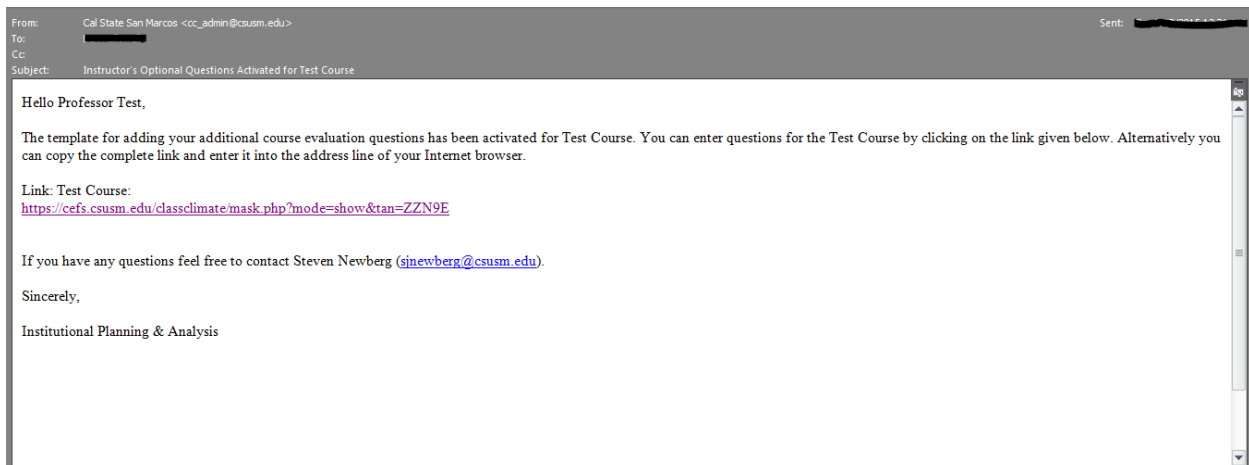 From: Cal State San Marcos <cc_admin@csusm.edu> Sent:
To:
Cc
Subject: Instructor's Optional Questions Activated for Test Course
Hello Professor Test,
The template for adding your additional course evaluation questions has been activated for Test Course. You can enter questions for the Test Course by clicking on the link given below. Alternatively you
can copy the complete link and enter it into the address line of your Internet browser.
Link: Test Course:
https://cefs.csusm.edu/classclimate/mask.php?mode=show&tan=ZZN9E
If you have any questions feel free to contact Steven Newberg (sjnewberg@csusm.edu).
Sincerely,
Institutional Planning & Analysis